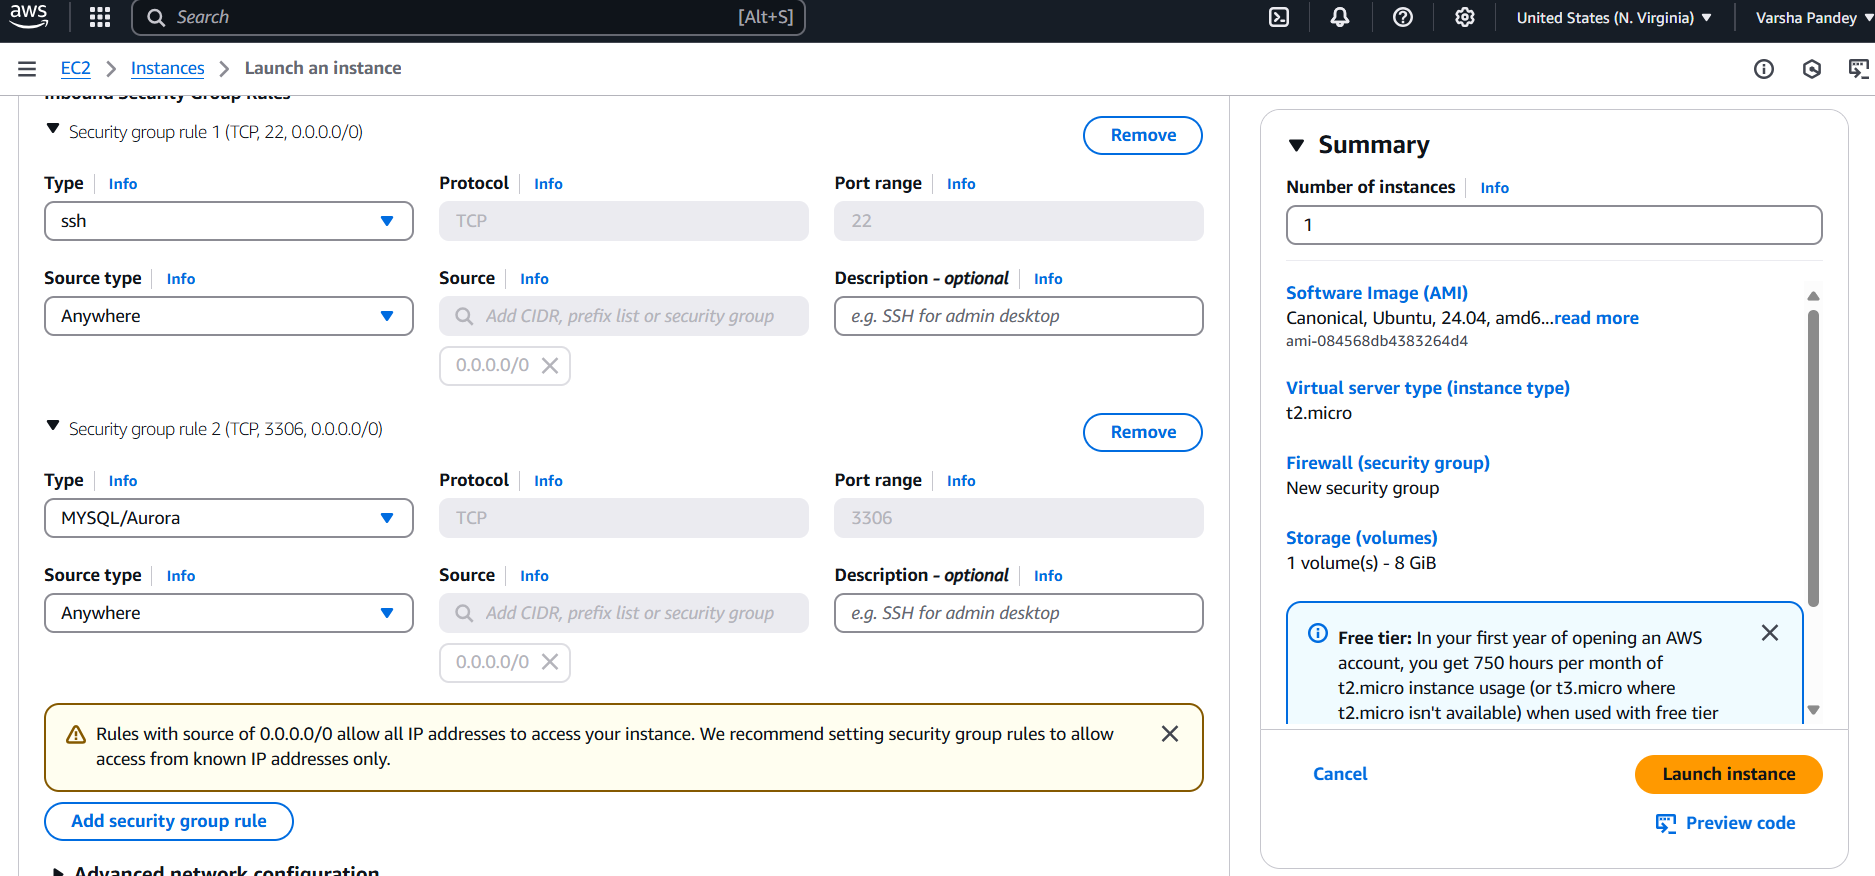 aws
Search
[Alt+S]
United States (N. Virginia)
Varsha Pandey
EC2
Instances
Launch an instance
Inbound Security Group Rules
Security group rule 1 (TCP, 22, 0.0.0.0/0)
Remove
Type Info
Protocol Info
Port range Info
ssh
TCP
22
Source type Info
Source Info
Description - optional Info
Anywhere
Add CIDR, prefix list or security group
e.g. SSH for admin desktop
0.0.0.0/0
Security group rule 2 (TCP, 3306, 0.0.0.0/0)
Remove
Type Info
Protocol Info
Port range Info
MYSQL/Aurora
TCP
3306
Source type Info
Source Info
Description - optional Info
Anywhere
Add CIDR, prefix list or security group
e.g. SSH for admin desktop
0.0.0.0/0
Rules with source of 0.0.0.0/0 allow all IP addresses to access your instance. We recommend setting security group rules to allow
access from known IP addresses only.
Add security group rule
Advanced network configuration
Summary
Number of instances Info
1
Software Image (AMI)
Canonical, Ubuntu, 24.04, amd6...read more
ami-084568db4383264d4
Virtual server type (instance type)
t2.micro
Firewall (security group)
New security group
Storage (volumes)
1 volume(s) - 8 GiB
Free tier: In your first year of opening an AWS
account, you get 750 hours per month of
t2.micro instance usage (or t3.micro where
t2.micro isn't available) when used with free tier
Cancel
Launch instance
Preview code